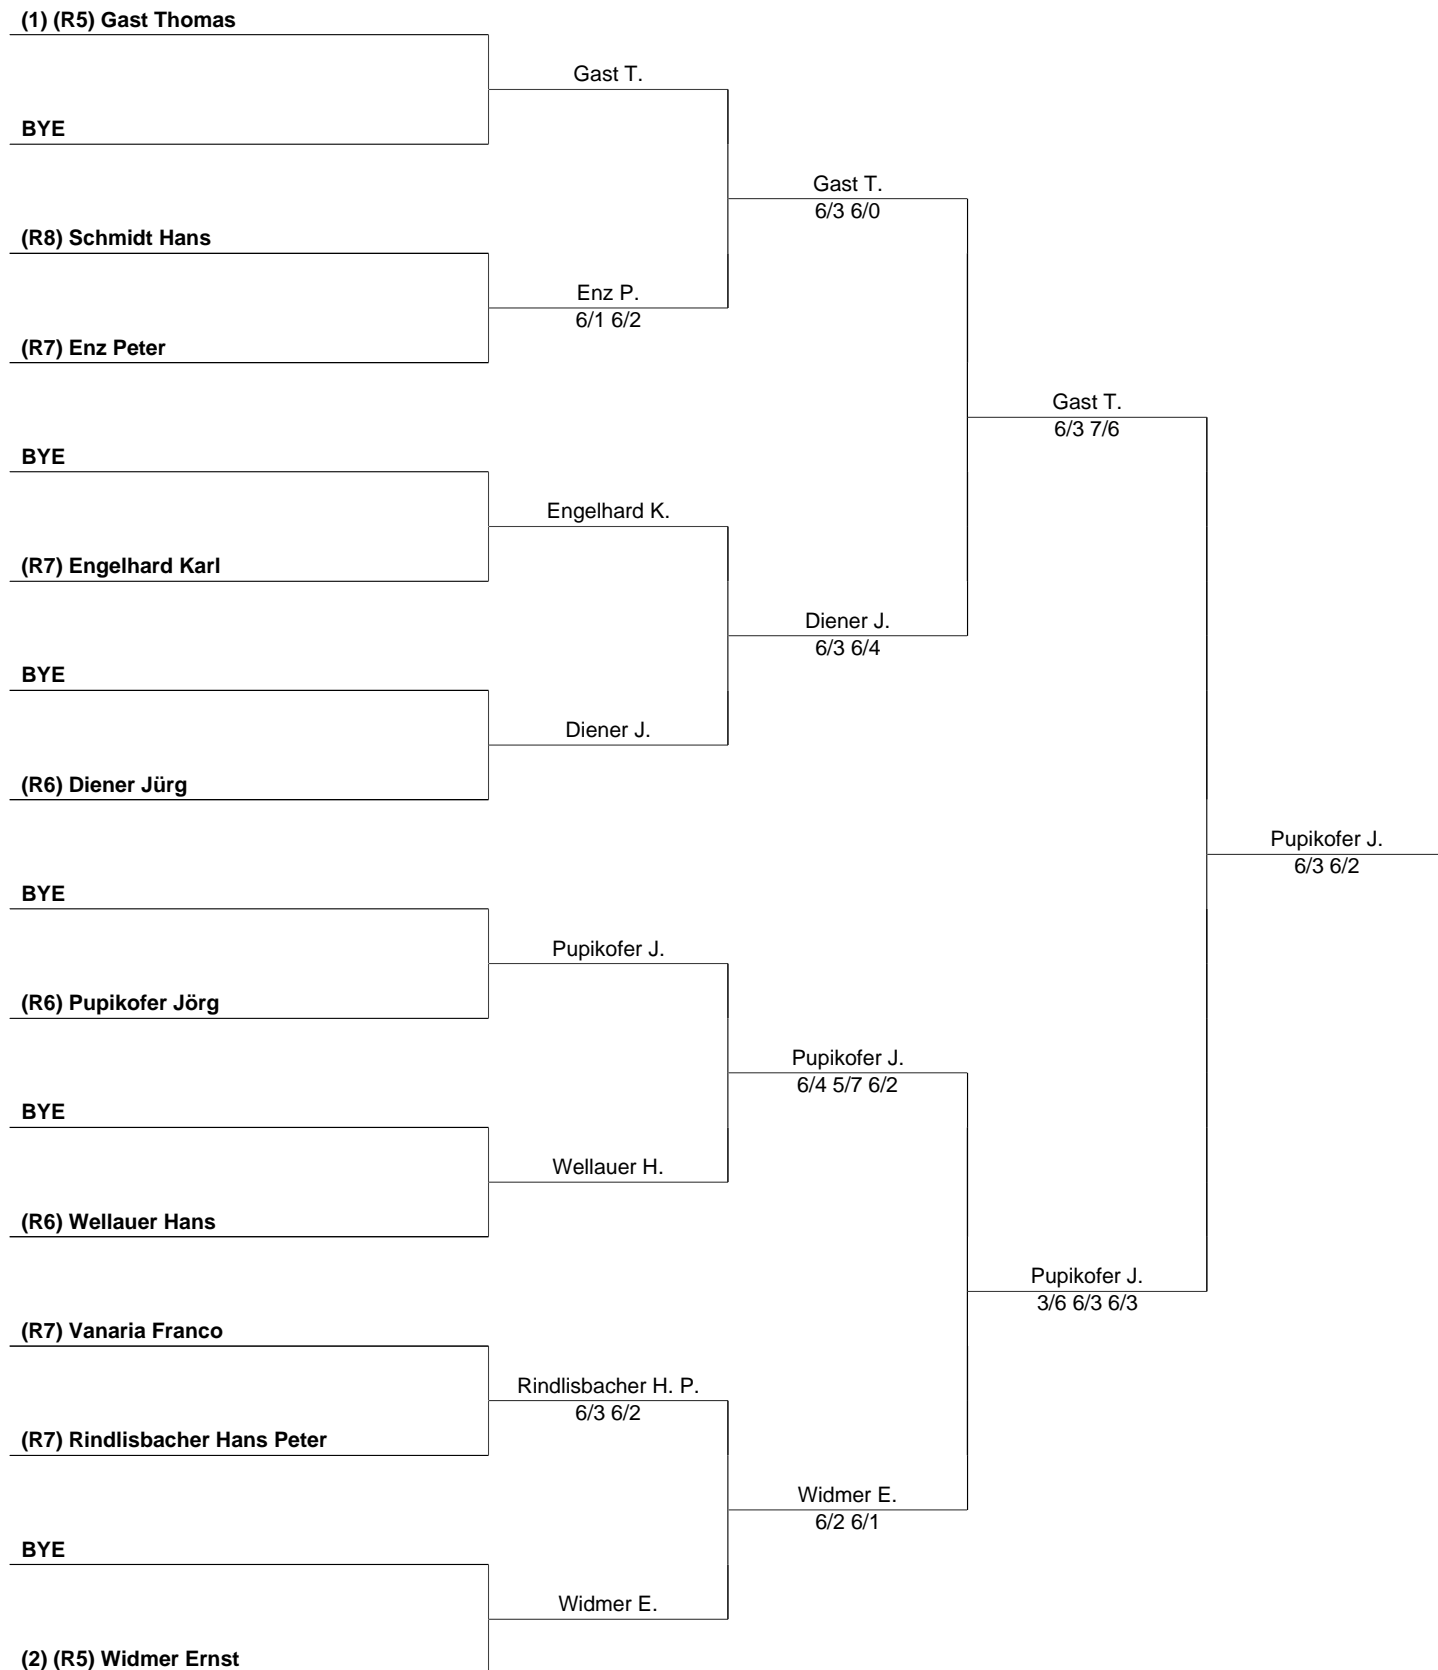 (1) (R5) Gast Thomas
Gast T.
BYE
Gast T.
6/3 6/0
(R8) Schmidt Hans
Enz P.
6/1 6/2
(R7) Enz Peter
Gast T.
6/3 7/6
BYE
Engelhard K.
(R7) Engelhard Karl
Diener J.
6/3 6/4
BYE
Diener J.
(R6) Diener Jürg
Pupikofer J.
6/3 6/2
BYE
Pupikofer J.
(R6) Pupikofer Jörg
Pupikofer J.
6/4 5/7 6/2
BYE
Wellauer H.
(R6) Wellauer Hans
Pupikofer J.
3/6 6/3 6/3
(R7) Vanaria Franco
Rindlisbacher H. P.
6/3 6/2
(R7) Rindlisbacher Hans Peter
Widmer E.
6/2 6/1
BYE
Widmer E.
(2) (R5) Widmer Ernst